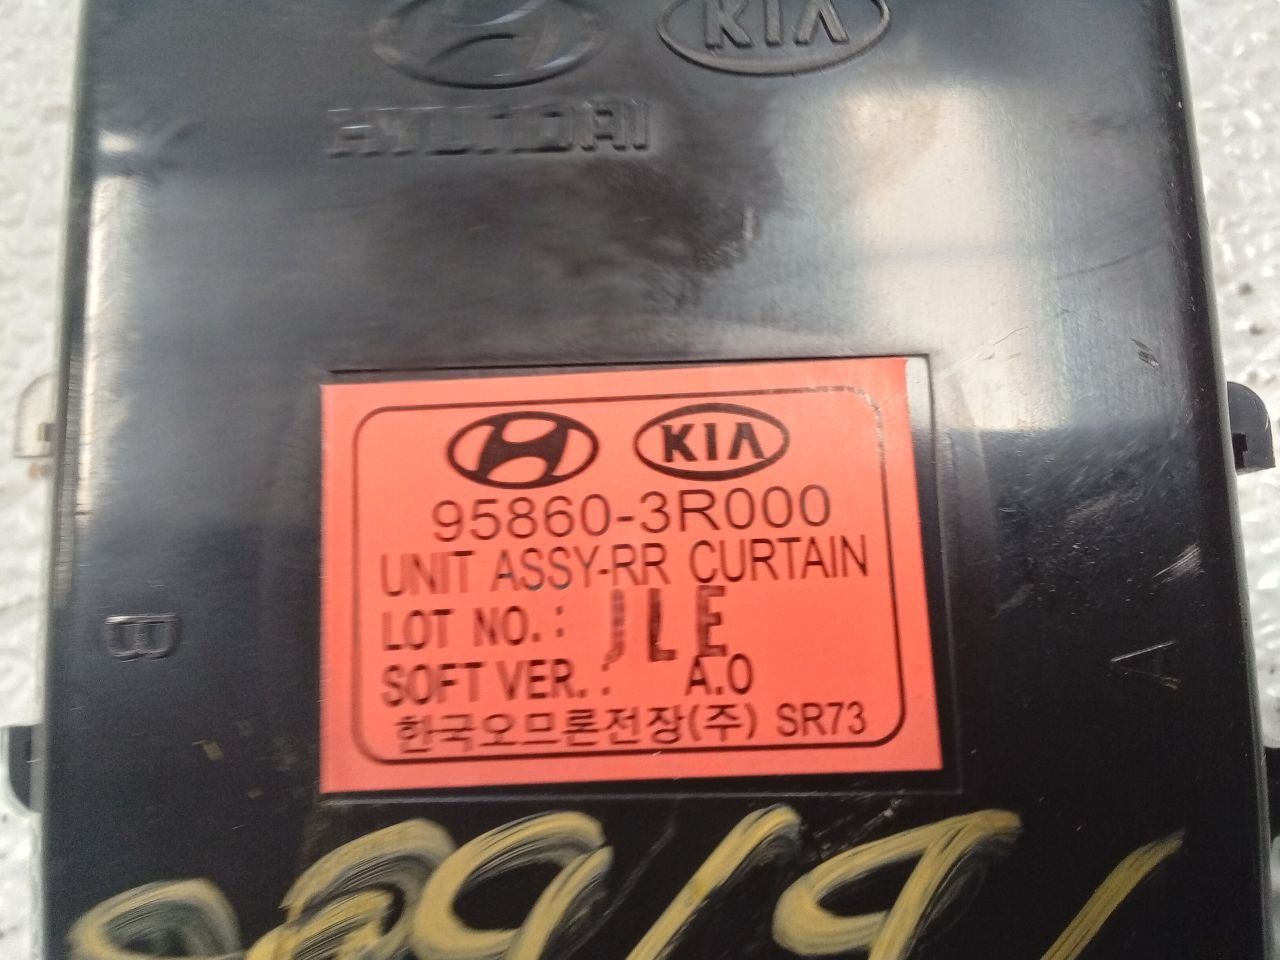 KIA
HYUNDAI
KIA
95860-3R000
UNIT ASSY-RR CURTAIN
LOT NO.: JLE
SOFT VER.: A.0
한국오므론전장(주) SR73
B
A